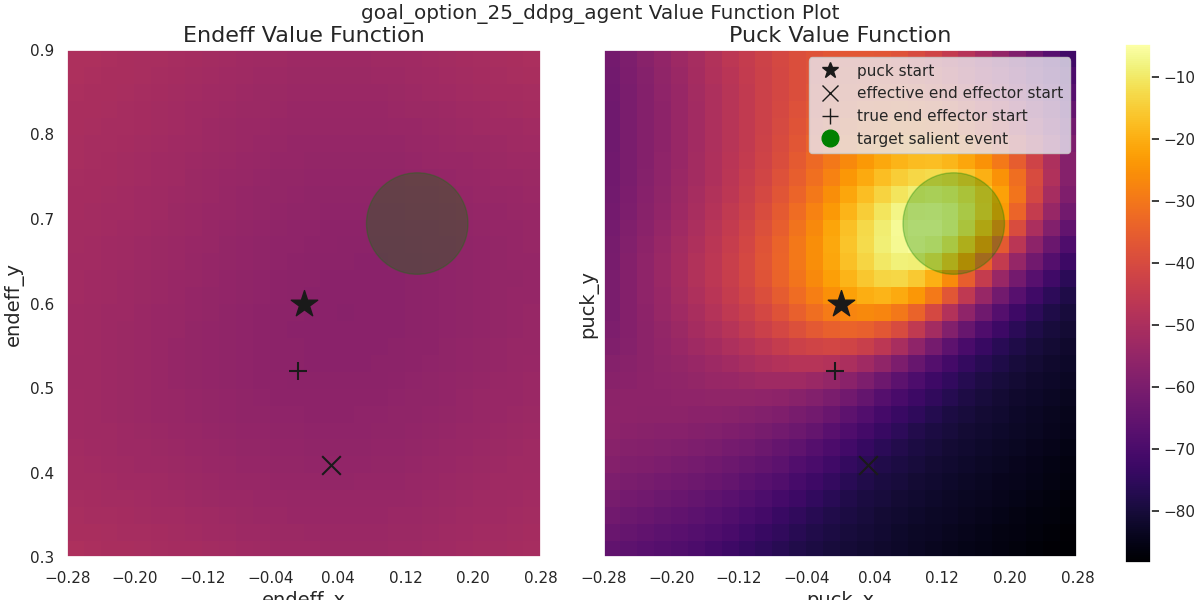 goal_option_25_ddpg_agent Value Function Plot
Endeff Value Function
Puck Value Function
puck start
effective end effector start
true end effector start
target salient event
endeff_y
0.9
0.8
0.7
0.6
0.5
0.4
0.3
−0.28 −0.20 −0.12 −0.04 0.04 0.12 0.20 0.28
endeff_x
puck_y
−0.28 −0.20 −0.12 −0.04 0.04 0.12 0.20 0.28
puck_x
−10
−20
−30
−40
−50
−60
−70
−80